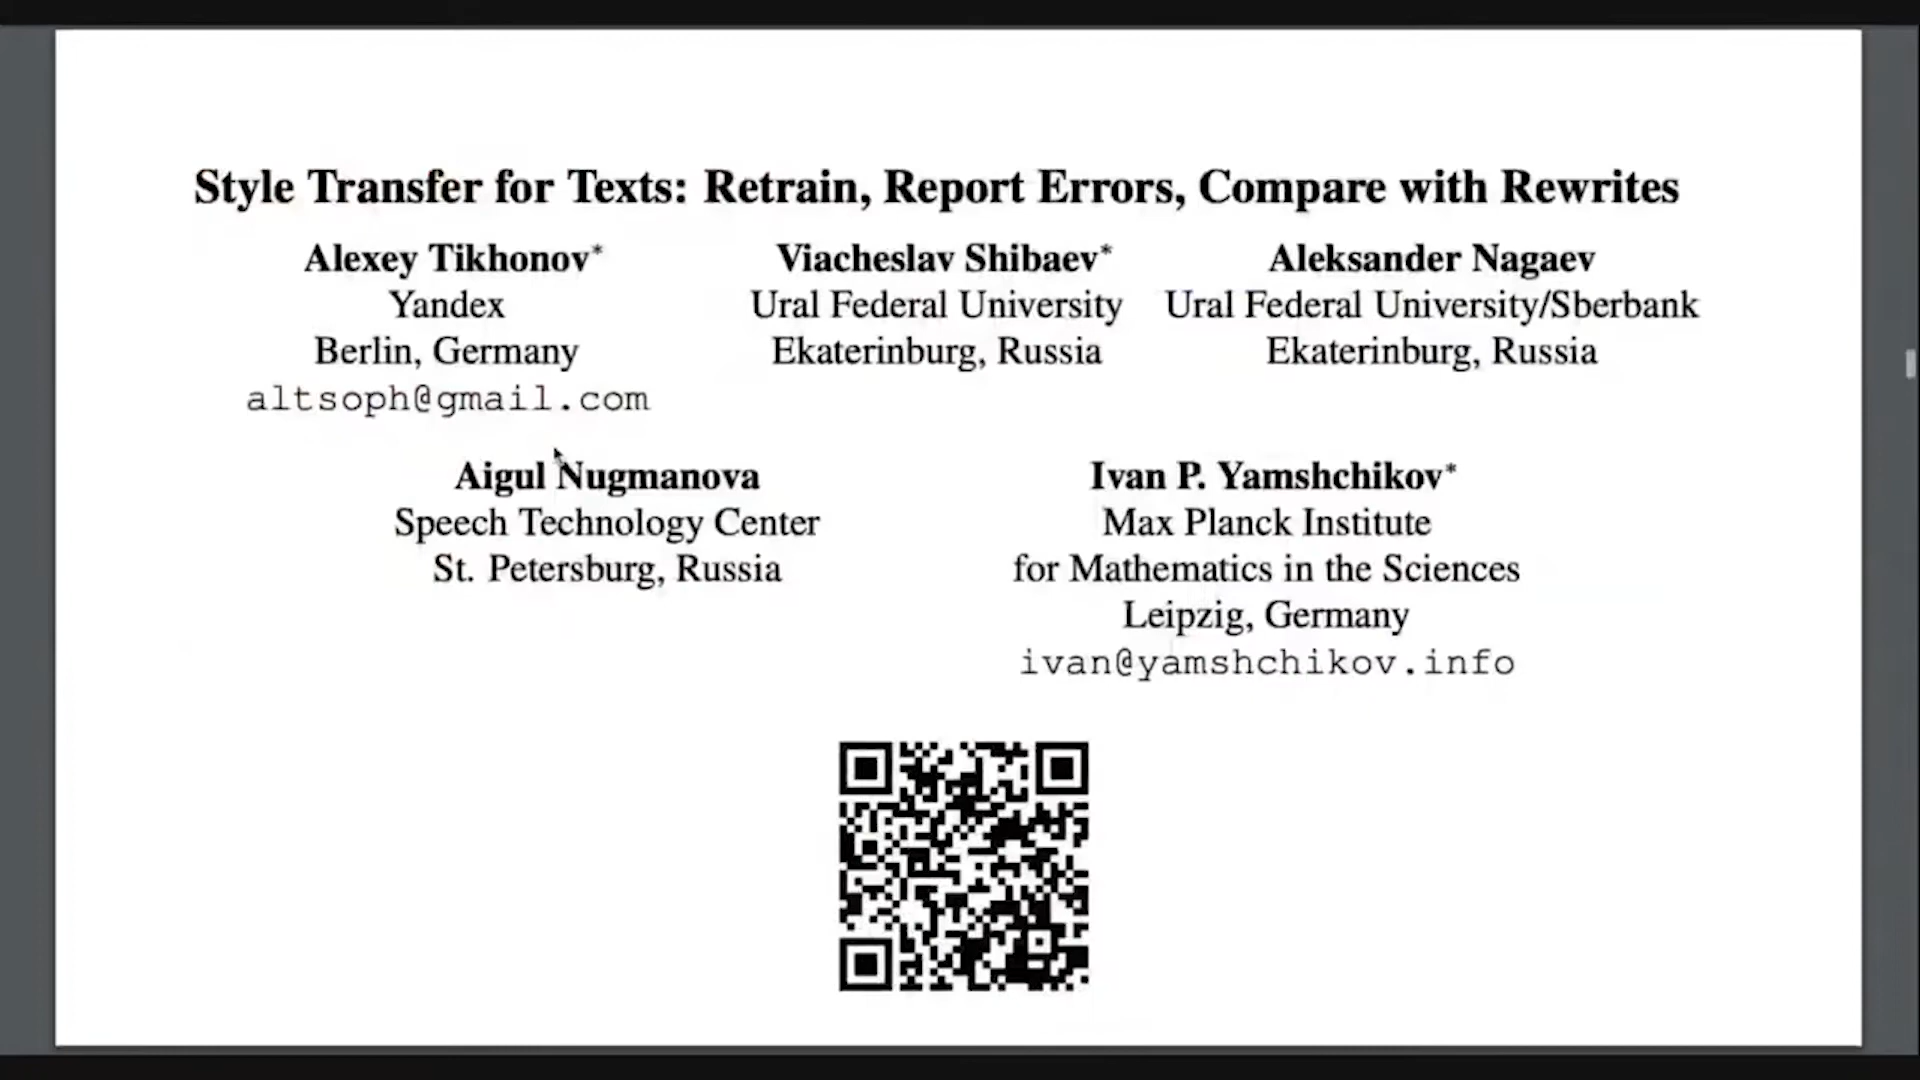 Style Transfer for Texts: Retrain, Report Errors, Compare with Rewrites
Alexey Tikhonov*
Yandex
Berlin, Germany
altsoph@gmail.com
Viacheslav Shibaev*
Ural Federal University
Ekaterinburg, Russia
Aleksander Nagaev
Ural Federal University/Sberbank
Ekaterinburg, Russia
Aigul Nugmanova
Speech Technology Center
St. Petersburg, Russia
Ivan P. Yamshchikov*
Max Planck Institute
for Mathematics in the Sciences
Leipzig, Germany
ivan@yamshchikov.info